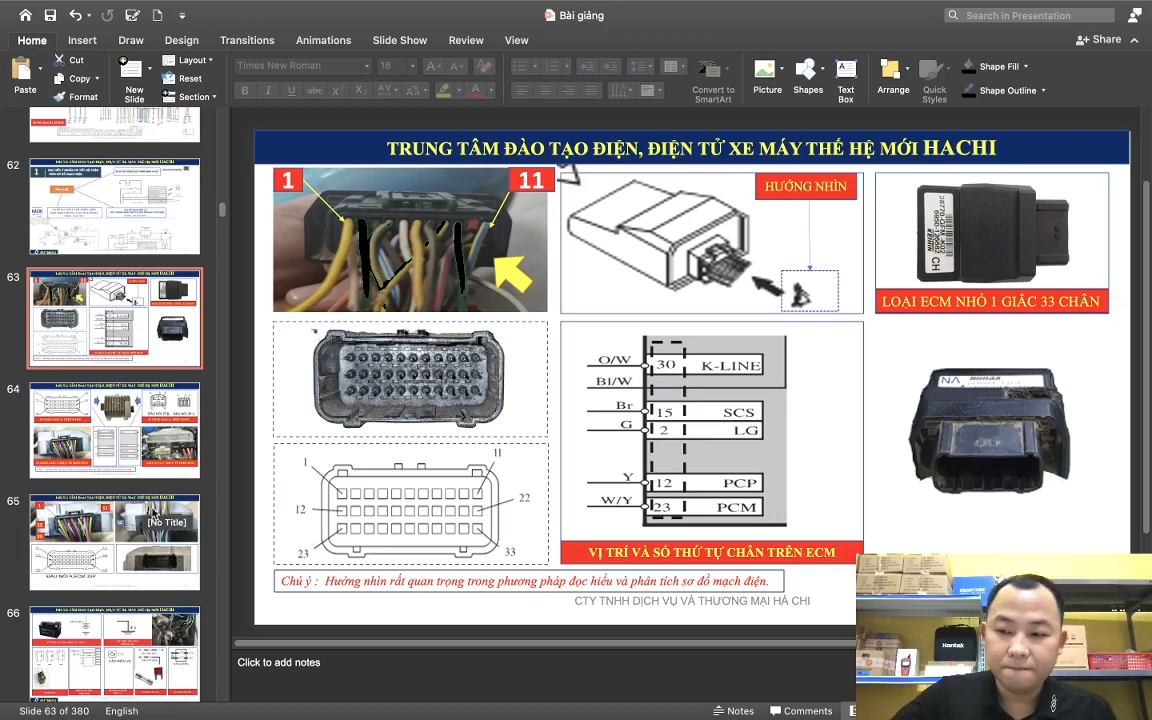 Bài giảng
Search in Presentation
Home
Insert
Draw
Design
Transitions
Animations
Slide Show
Review
View
Share
Paste
Cut
Copy
Format
New Slide
Layout
Reset
Section
Times New Roman
18
Convert to SmartArt
Picture
Shapes
Text Box
Arrange
Quick Styles
Shape Fill
Shape Outline
62
63
64
65
[No Title]
ĐẦU NỐI A ECM 33P
66
TRUNG TÂM ĐÀO TẠO ĐIỆN, ĐIỆN TỬ XE MÁY THẾ HỆ MỚI HACHI
1
11
HƯỚNG NHÌN
LOẠI ECM NHỎ 1 GIẮC 33 CHÂN
1
11
12
22
23
33
O/W
30
K-LINE
Bl/W
Br
15
SCS
G
2
LG
Y
12
PCP
W/Y
23
PCM
VỊ TRÍ VÀ SỐ THỨ TỰ CHÂN TRÊN ECM
Chú ý : Hướng nhìn rất quan trọng trong phương pháp đọc hiểu và phân tích sơ đồ mạch điện.
CTY TNHH DỊCH VỤ VÀ THƯƠNG MẠI HÀ CHI
Hantek
Click to add notes
Slide 63 of 380
English
Notes
Comments